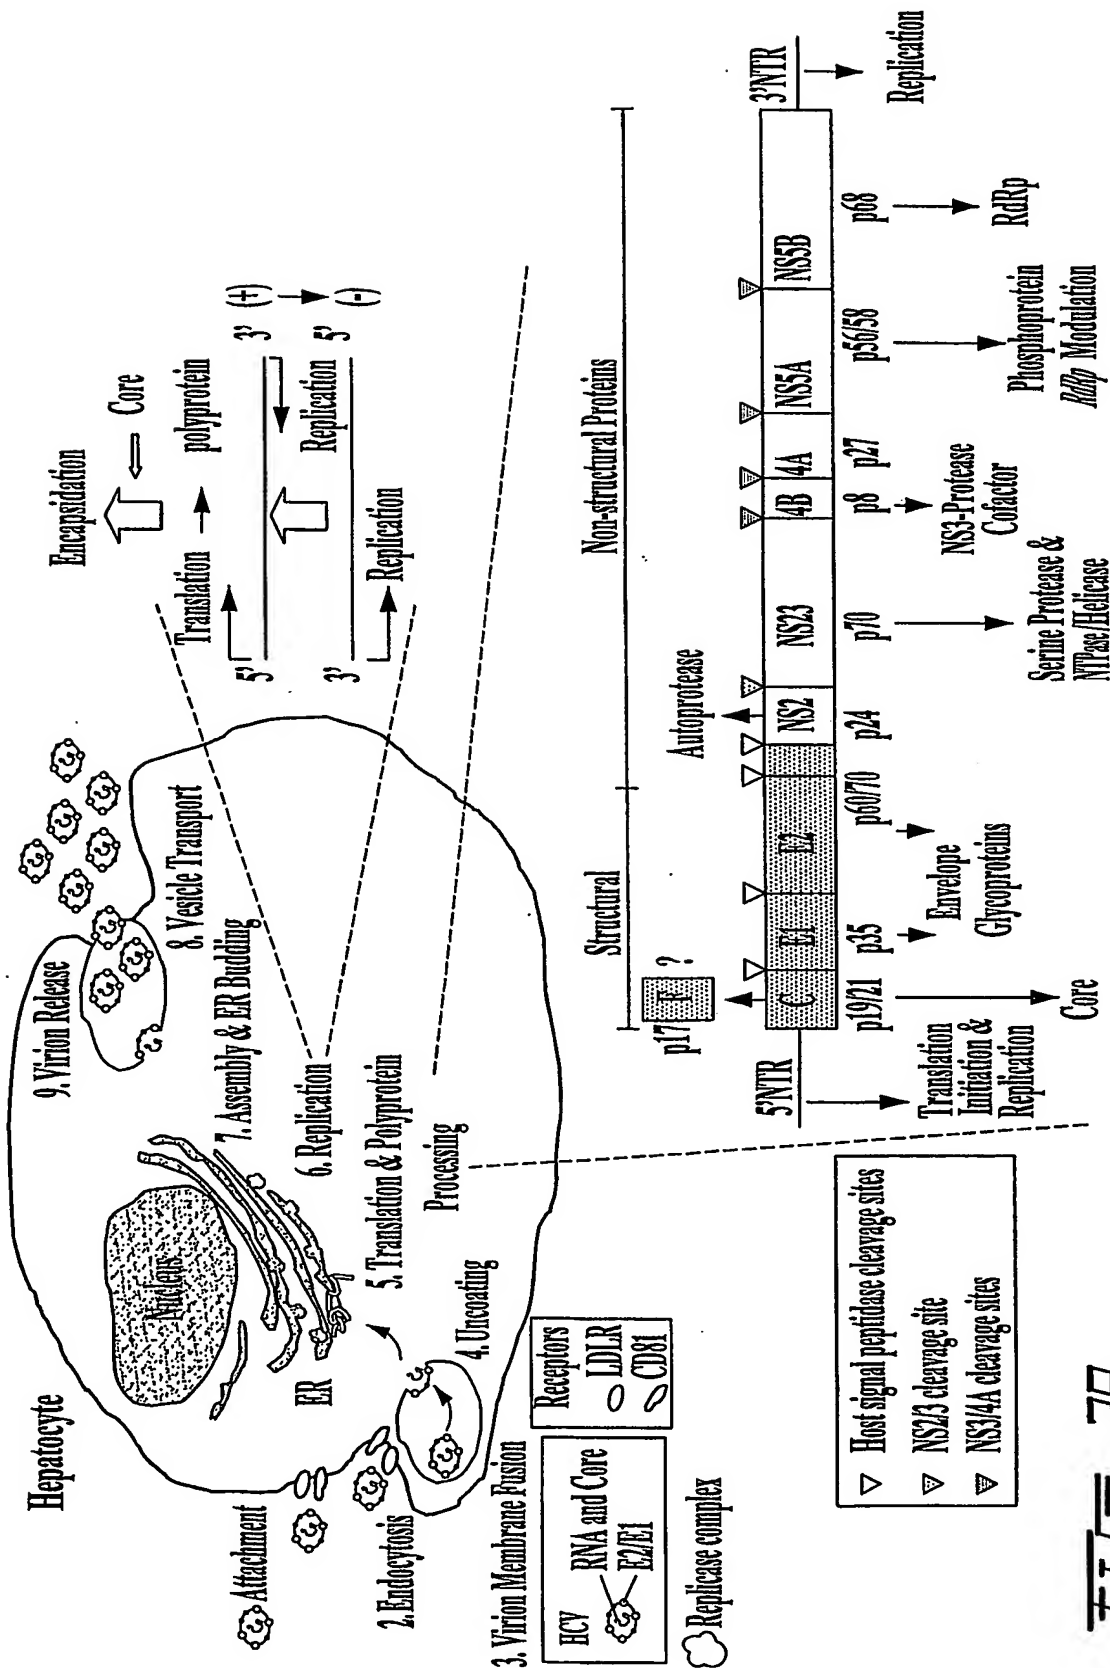 Hepatocyte
Attachment
2. Endocytosis
3. Virion Membrane Fusion
4. Uncoating
5. Translation & Polyprotein
Processing
6. Replication
7. Assembly & ER Budding
8. Vesicle Transport
9. Virion Release
Nucleus
ER
HCV
RNA and Core
E2/E1
Receptors
LDLR
CD81
Replicase complex
Encapsidation
Core
Translation
polyprotein
5'
3'
(+)
Replication
3'
5'
(-)
Replication
Structural
Non-structural Proteins
p17
F
?
Autoprotease
5'NTR
C
E1
E2
NS2
NS23
4B
4A
NS5A
NS5B
3'NTR
p19/21
p35
p60/70
p24
p70
p8
p27
p56/58
p68
Translation
Initiation &
Replication
Core
Envelope
Glycoproteins
Serine Protease &
NTPase/Helicase
NS3-Protease
Cofactor
Phosphoprotein
RdRp Modulation
RdRp
Replication
Host signal peptidase cleavage sites
NS2/3 cleavage site
NS3/4A cleavage sites